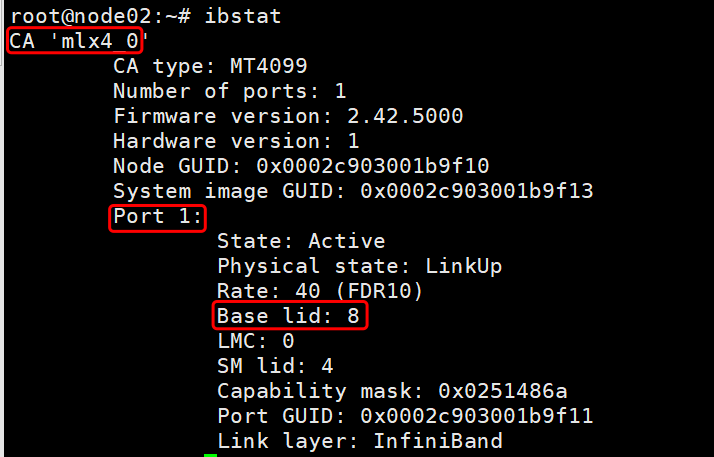 root@node02:~# ibstat
CA 'mlx4_0'
CA type: MT4099
Number of ports: 1
Firmware version: 2.42.5000
Hardware version: 1
Node GUID: 0x0002c903001b9f10
System image GUID: 0x0002c903001b9f13
Port 1:
State: Active
Physical state: LinkUp
Rate: 40 (FDR10)
Base lid: 8
LMC: 0
SM lid: 4
Capability mask: 0x0251486a
Port GUID: 0x0002c903001b9f11
Link layer: InfiniBand